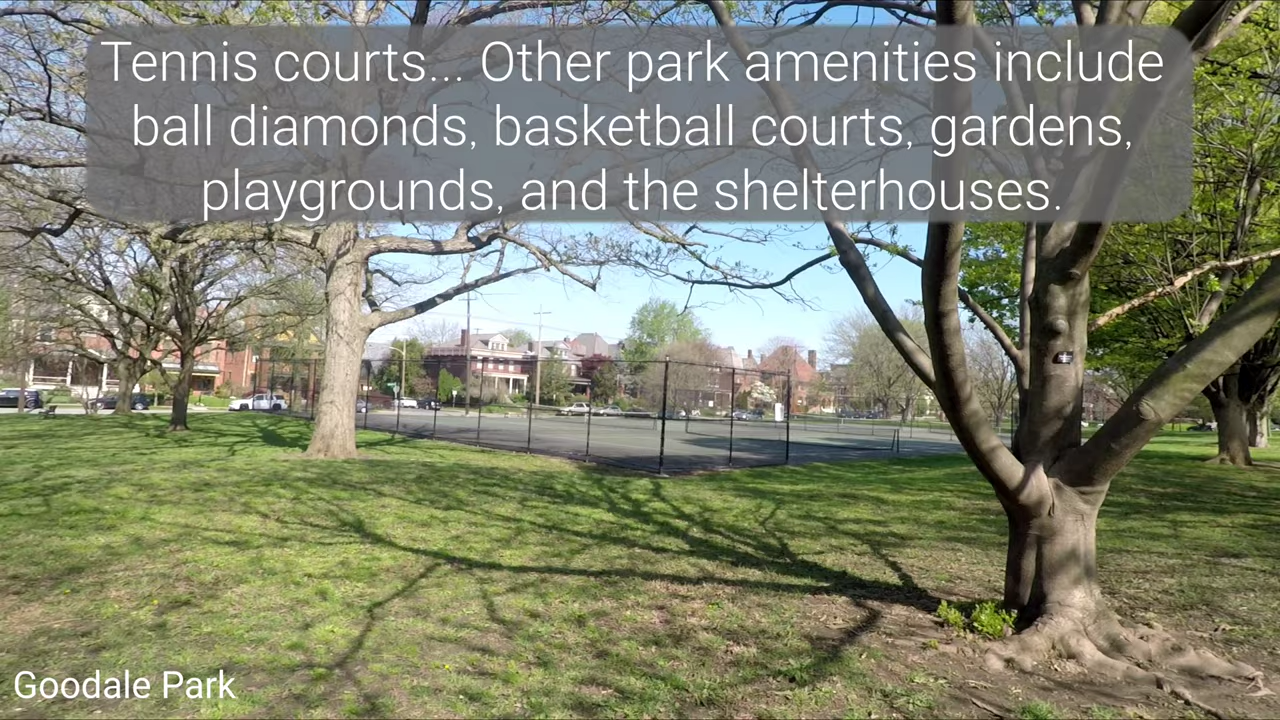 Tennis courts... Other park amenities include
ball diamonds, basketball courts, gardens,
playgrounds, and the shelterhouses.
Goodale Park